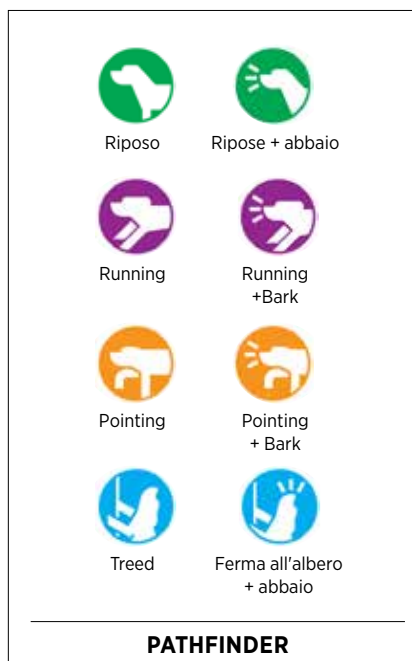 Riposo
Ripose + abbaio
Running
Running
+Bark
Pointing
Pointing
+ Bark
Treed
Ferma all'albero
+ abbaio
PATHFINDER